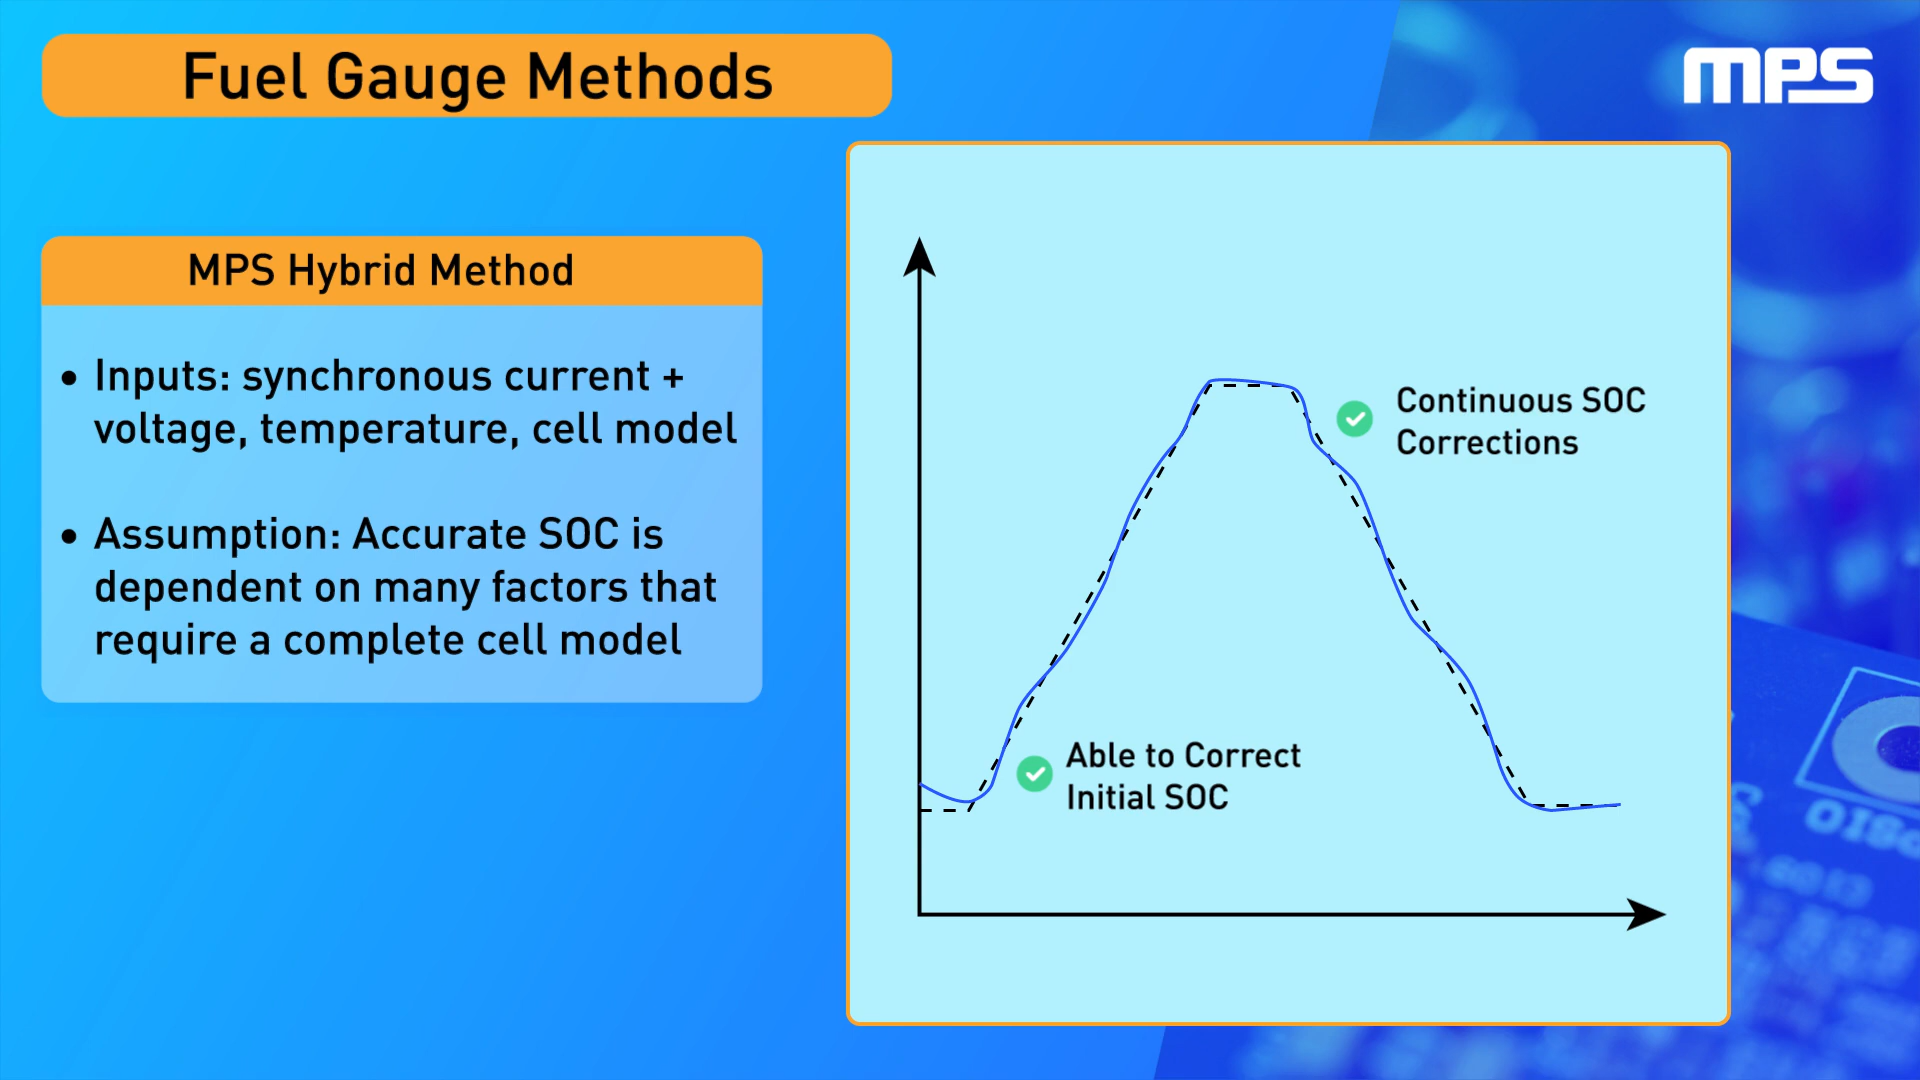 Fuel Gauge Methods
MPS
MPS Hybrid Method
• Inputs: synchronous current +
voltage, temperature, cell model
• Assumption: Accurate SOC is
dependent on many factors that
require a complete cell model
Continuous SOC
Corrections
Able to Correct
Initial SOC